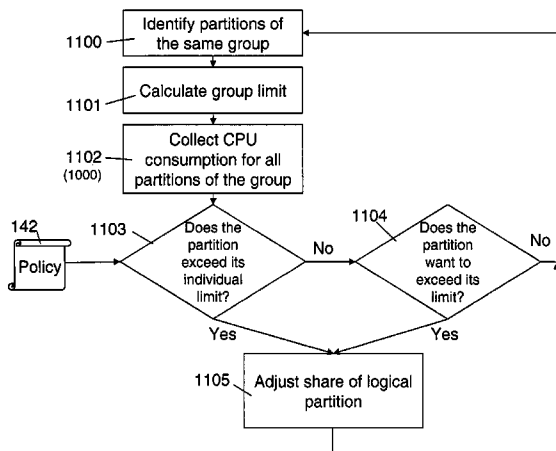 1100
Identify partitions of
the same group
1101
Calculate group limit
1102
(1000)
Collect CPU
consumption for all
partitions of the group
142
Policy
1103
Does the
partition
exceed its
individual
limit?
No
Yes
1104
Does the
partition
want to
exceed its
limit?
No
Yes
1105
Adjust share of logical
partition